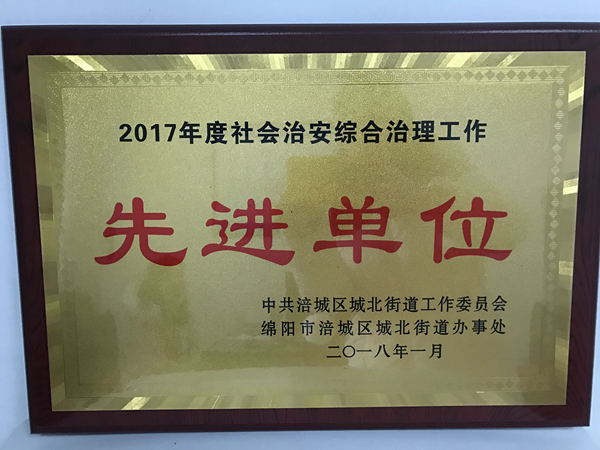 2017年度社会治安综合治理工作
先进单位
中共涪城区城北街道工作委员会
绵阳市涪城区城北街道办事处
二〇一八年一月